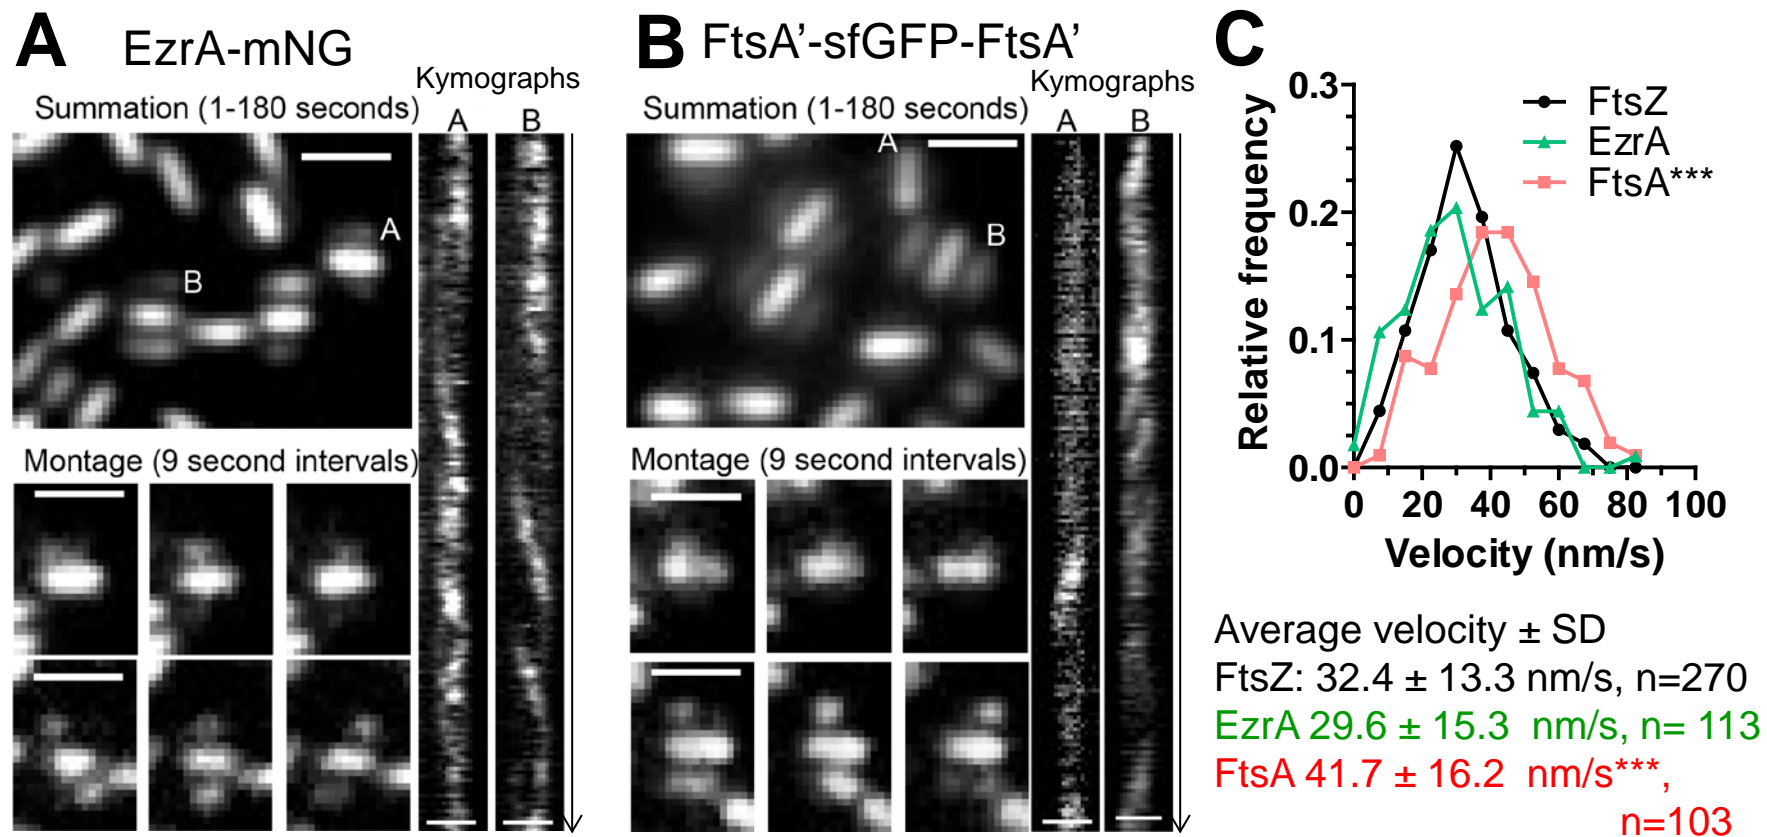 A EzrA-mNG
Kymographs
Summation (1-180 seconds)
A B
A
B
Montage (9 second intervals)
B FtsA'-sfGFP-FtsA'
Kymographs
Summation (1-180 seconds)
A B
A
B
Montage (9 second intervals)
C
0.3
0.2
0.1
0.0
Relative frequency
FtsZ
EzrA
FtsA***
0 20 40 60 80 100
Velocity (nm/s)
Average velocity ± SD
FtsZ: 32.4 ± 13.3 nm/s, n=270
EzrA 29.6 ± 15.3 nm/s, n= 113
FtsA 41.7 ± 16.2 nm/s***,
n=103